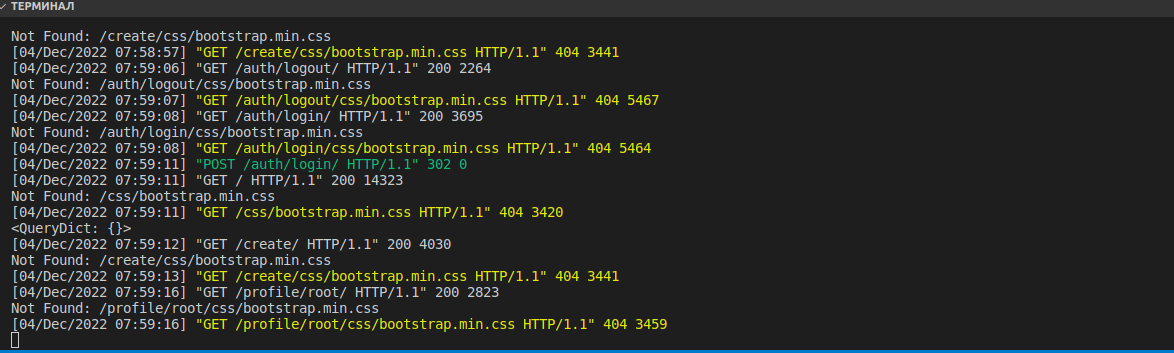 ТЕРМИНАЛ
Not Found: /create/css/bootstrap.min.css
[04/Dec/2022 07:58:57] "GET /create/css/bootstrap.min.css HTTP/1.1" 404 3441
[04/Dec/2022 07:59:06] "GET /auth/logout/ HTTP/1.1" 200 2264
Not Found: /auth/logout/css/bootstrap.min.css
[04/Dec/2022 07:59:07] "GET /auth/logout/css/bootstrap.min.css HTTP/1.1" 404 5467
[04/Dec/2022 07:59:08] "GET /auth/login/ HTTP/1.1" 200 3695
Not Found: /auth/login/css/bootstrap.min.css
[04/Dec/2022 07:59:08] "GET /auth/login/css/bootstrap.min.css HTTP/1.1" 404 5464
[04/Dec/2022 07:59:11] "POST /auth/login/ HTTP/1.1" 302 0
[04/Dec/2022 07:59:11] "GET / HTTP/1.1" 200 14323
Not Found: /css/bootstrap.min.css
[04/Dec/2022 07:59:11] "GET /css/bootstrap.min.css HTTP/1.1" 404 3420
<QueryDict: {}>
[04/Dec/2022 07:59:12] "GET /create/ HTTP/1.1" 200 4030
Not Found: /create/css/bootstrap.min.css
[04/Dec/2022 07:59:13] "GET /create/css/bootstrap.min.css HTTP/1.1" 404 3441
[04/Dec/2022 07:59:16] "GET /profile/root/ HTTP/1.1" 200 2823
Not Found: /profile/root/css/bootstrap.min.css
[04/Dec/2022 07:59:16] "GET /profile/root/css/bootstrap.min.css HTTP/1.1" 404 3459